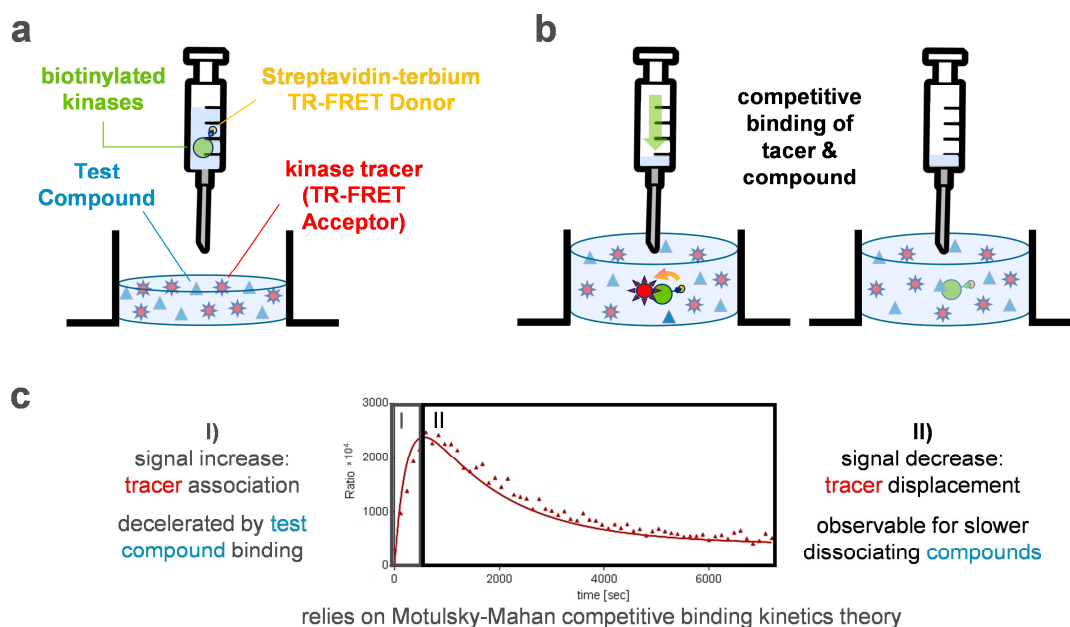 a
biotinylated
kinases
Streptavidin-terbium
TR-FRET Donor
Test
Compound
kinase tracer
(TR-FRET
Acceptor)
b
competitive
binding of
tacer &
compound
c
I)
signal increase:
tracer association
decelerated by test
compound binding
3000
2000
1000
0
Ratio ×10⁴
I
II
0
2000
4000
6000
time [sec]
II)
signal decrease:
tracer displacement
observable for slower
dissociating compounds
relies on Motulsky-Mahan competitive binding kinetics theory